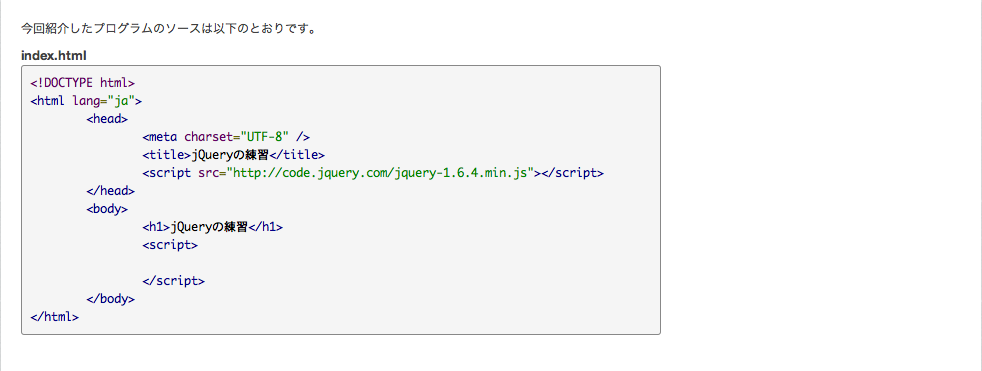 今回紹介したプログラムのソースは以下のとおりです。
index.html
<!DOCTYPE html>
<html lang="ja">
        <head>
                <meta charset="UTF-8" />
                <title>jQueryの練習</title>
                <script src="http://code.jquery.com/jquery-1.6.4.min.js"></script>
        </head>
        <body>
                <h1>jQueryの練習</h1>
                <script>
                </script>
        </body>
</html>